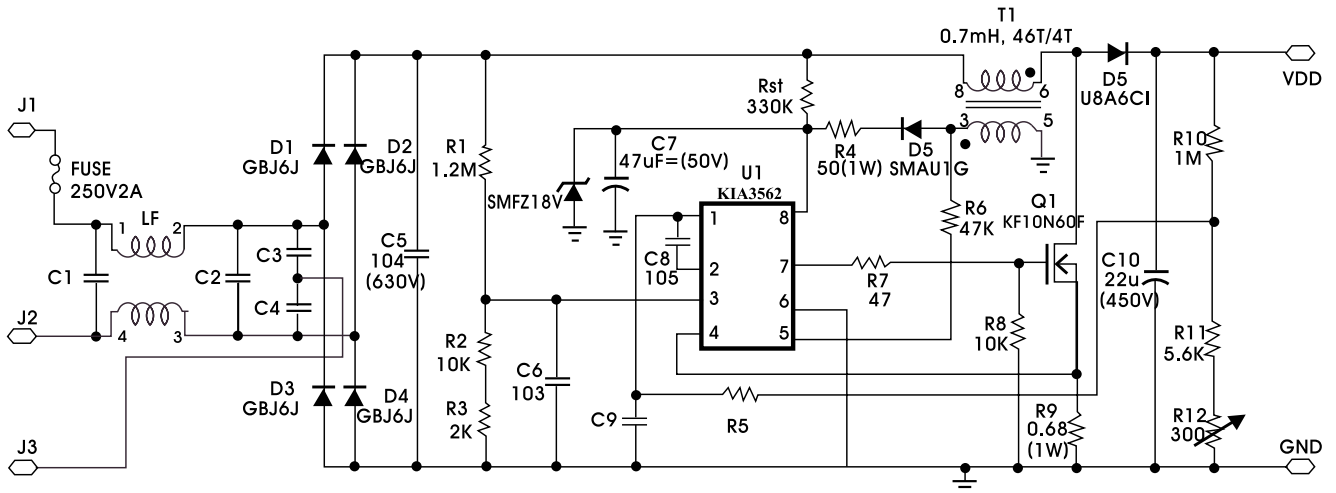 T1
0.7mH, 46T/4T
8
6
3
5
D5
U8A6CI
VDD
J1
FUSE
250V2A
D1
GBJ6J
D2
GBJ6J
R1
1.2M
Rst
330K
C7
47uF=(50V)
SMFZ18V
R4
50(1W)
D5
SMAU1G
R10
1M
U1
KIA3562
1
2
3
4
8
7
6
5
R6
47K
Q1
KF10N60F
LF
1
2
4
3
C1
C2
C3
C4
C5
104
(630V)
C8
105
R7
47
C10
22u
(450V)
J2
R2
10K
R8
10K
R11
5.6K
C6
103
D3
GBJ6J
D4
GBJ6J
R3
2K
C9
R5
R9
0.68
(1W)
R12
300
J3
GND